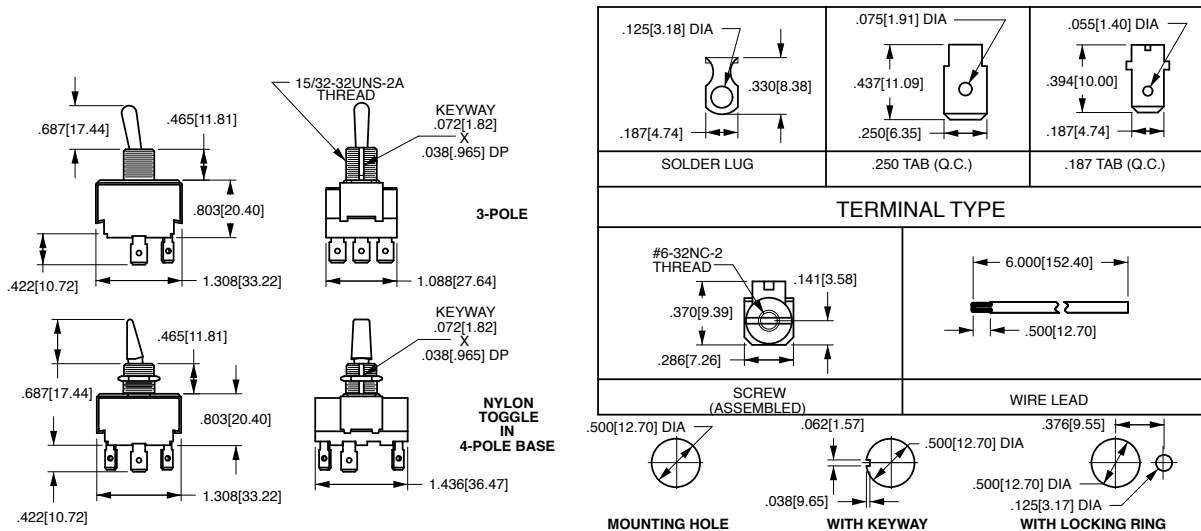 15/32-32UNS-2A
THREAD
.687[17.44]
.465[11.81]
KEYWAY
.072[1.82]
X
.038[.965] DP
.803[20.40]
3-POLE
.422[10.72]
1.308[33.22]
1.088[27.64]
.465[11.81]
KEYWAY
.072[1.82]
X
.038[.965] DP
.687[17.44]
.803[20.40]
NYLON
TOGGLE
IN
4-POLE BASE
1.308[33.22]
1.436[36.47]
.422[10.72]
.125[3.18] DIA
.330[8.38]
.187[4.74]
SOLDER LUG
.075[1.91] DIA
.437[11.09]
.250[6.35]
.250 TAB (Q.C.)
.055[1.40] DIA
.394[10.00]
.187[4.74]
.187 TAB (Q.C.)
TERMINAL TYPE
#6-32NC-2
THREAD
.141[3.58]
.370[9.39]
.286[7.26]
SCREW
(ASSEMBLED)
6.000[152.40]
.500[12.70]
WIRE LEAD
.500[12.70] DIA
MOUNTING HOLE
.062[1.57]
.500[12.70] DIA
.038[9.65]
WITH KEYWAY
.376[9.55]
.500[12.70] DIA
.125[3.17] DIA
WITH LOCKING RING